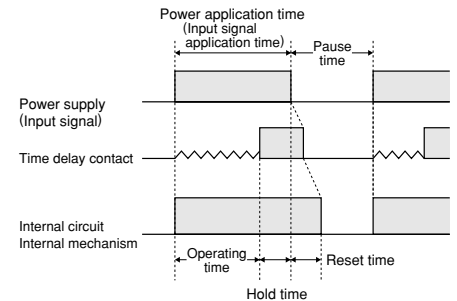 Power application time
(Input signal
application time)
Pause
time
Power supply
(Input signal)
Time delay contact
Internal circuit
Internal mechanism
Operating
time
Reset time
Hold time